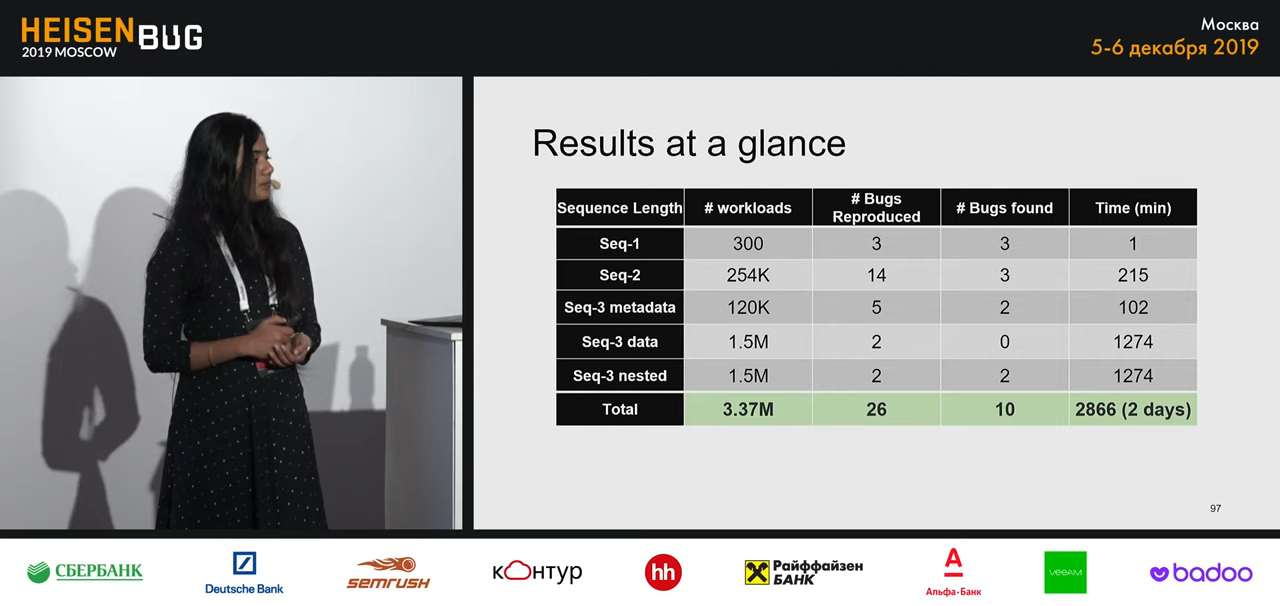 HEISENBUG
2019 MOSCOW
Москва
5-6 декабря 2019
Results at a glance
Sequence Length # workloads # Bugs Reproduced # Bugs found Time (min)
Seq-1 300 3 3 1
Seq-2 254K 14 3 215
Seq-3 metadata 120K 5 2 102
Seq-3 data 1.5M 2 0 1274
Seq-3 nested 1.5M 2 2 1274
Total 3.37M 26 10 2866 (2 days)
97
СБЕРБАНК
Deutsche Bank
semrush
кОнтур
hh
Райффайзен
БАНК
А
Альфа·Банк
veeam
badoo